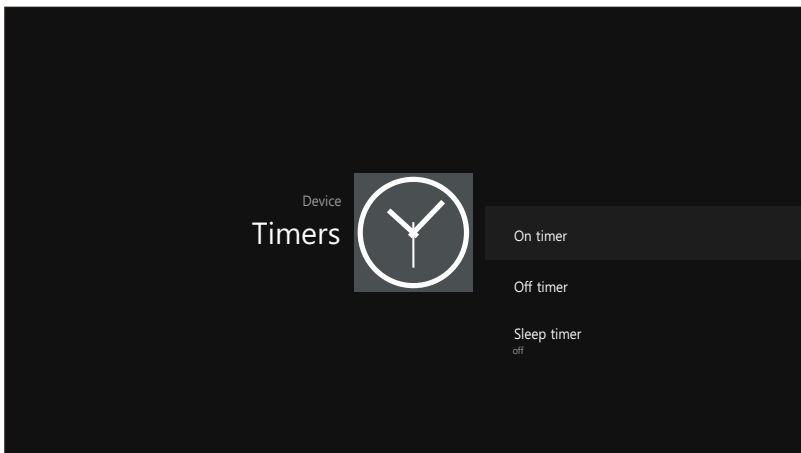 Device
Timers
On timer
Off timer
Sleep timer
off